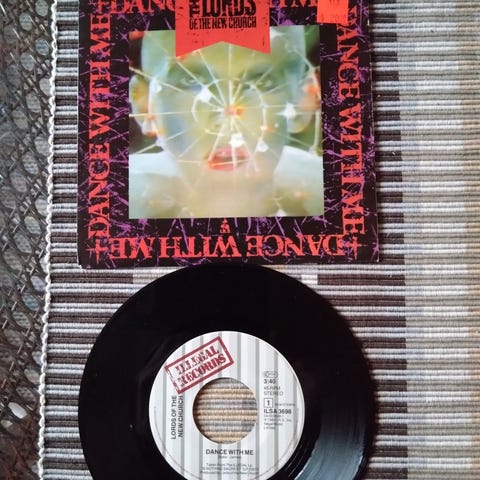 +DANCE WITH ME
LORDS
OF THE NEW CHURCH
DANCE WITH ME
+DANCE WITH ME+
+DANCE WITH ME
ILLEGAL
RECORDS
LORDS OF THE
NEW CHURCH
3:40
45 RPM
STEREO
1
ILSA 3698
DANCE WITH ME